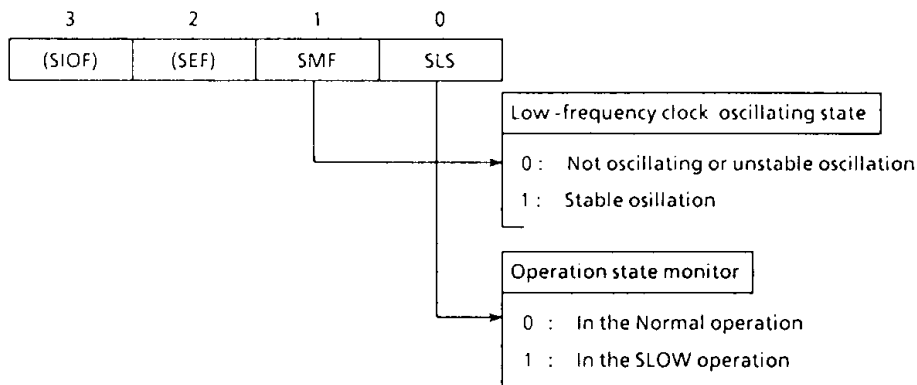 3 2 1 0
(SIOF) (SEF) SMF SLS
Low-frequency clock oscillating state
0: Not oscillating or unstable oscillation
1: Stable osillation
Operation state monitor
0 : In the Normal operation
1 : In the SLOW operation